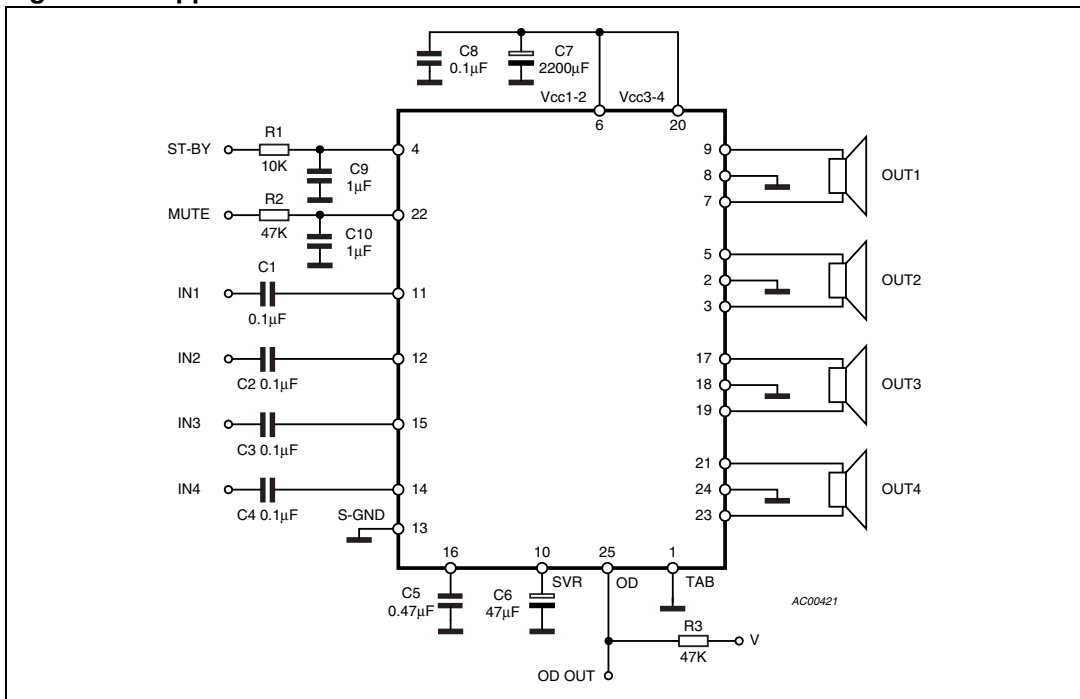 C8
0.1μF
C7
2200μF
Vcc1-2
Vcc3-4
6
20
ST-BY
R1
10K
4
C9
1μF
MUTE
R2
47K
22
C10
1μF
IN1
C1
0.1μF
11
IN2
C2 0.1μF
12
IN3
C3 0.1μF
15
IN4
C4 0.1μF
14
S-GND
13
9
8
7
OUT1
5
2
3
OUT2
17
18
19
OUT3
21
24
23
OUT4
16
10
25
1
C5
0.47μF
C6
47μF
SVR
OD
TAB
AC00421
R3
47K
V
OD OUT